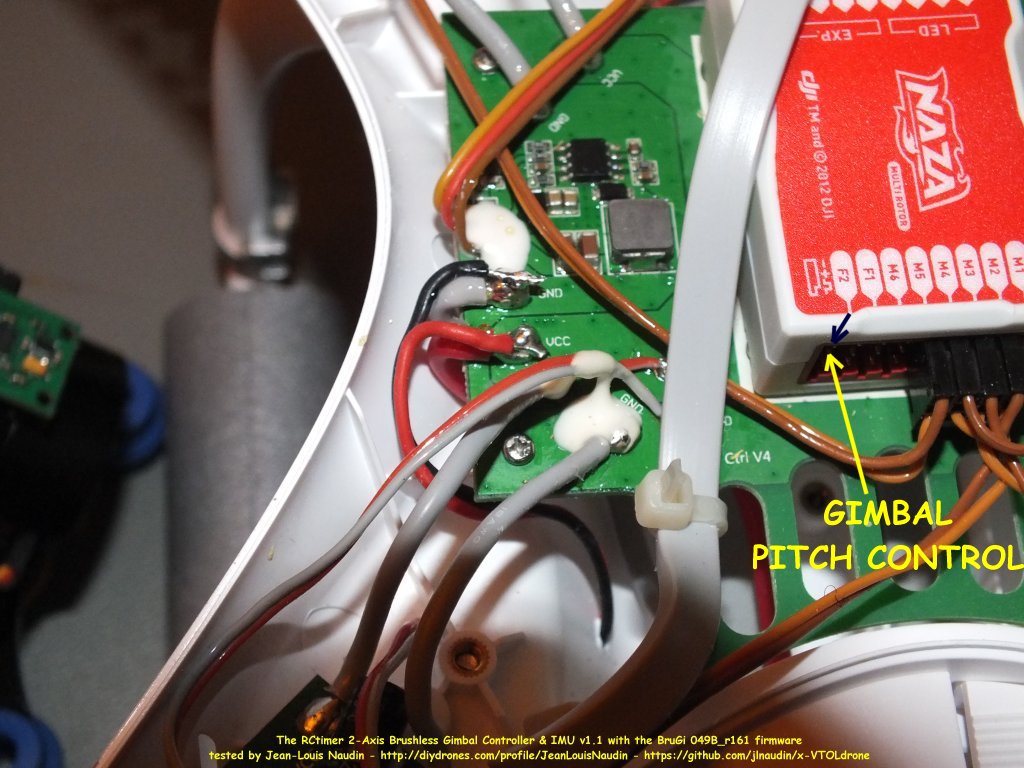 VCC
EXP.
LED
GND
dji TM and © 2012 DJI
NAZA
MULTI-ROTOR
F2
F1
M6
M5
M4
M3
M2
M1
GND
VCC
GND
Ctrl V4
GIMBAL
PITCH CONTROL
The RCtimer 2-Axis Brushless Gimbal Controller & IMU v1.1 with the BruGi 049B_r161 firmware
tested by Jean-Louis Naudin - http://diydrones.com/profile/JeanLouisNaudin - https://github.com/jlnaudin/x-VTOLdrone